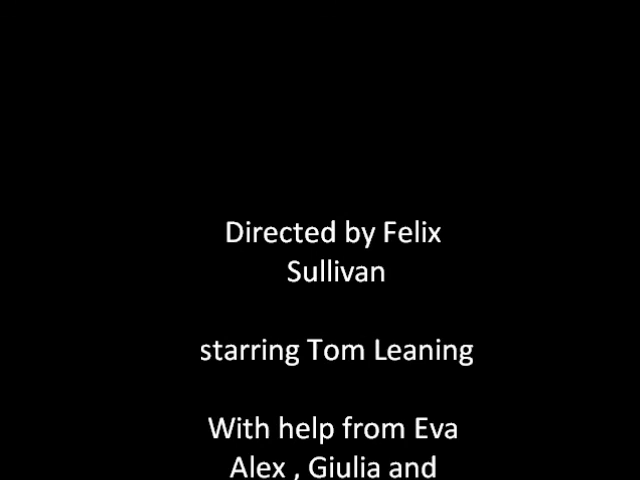 Directed by Felix
Sullivan
starring Tom Leaning
With help from Eva
Alex , Giulia and